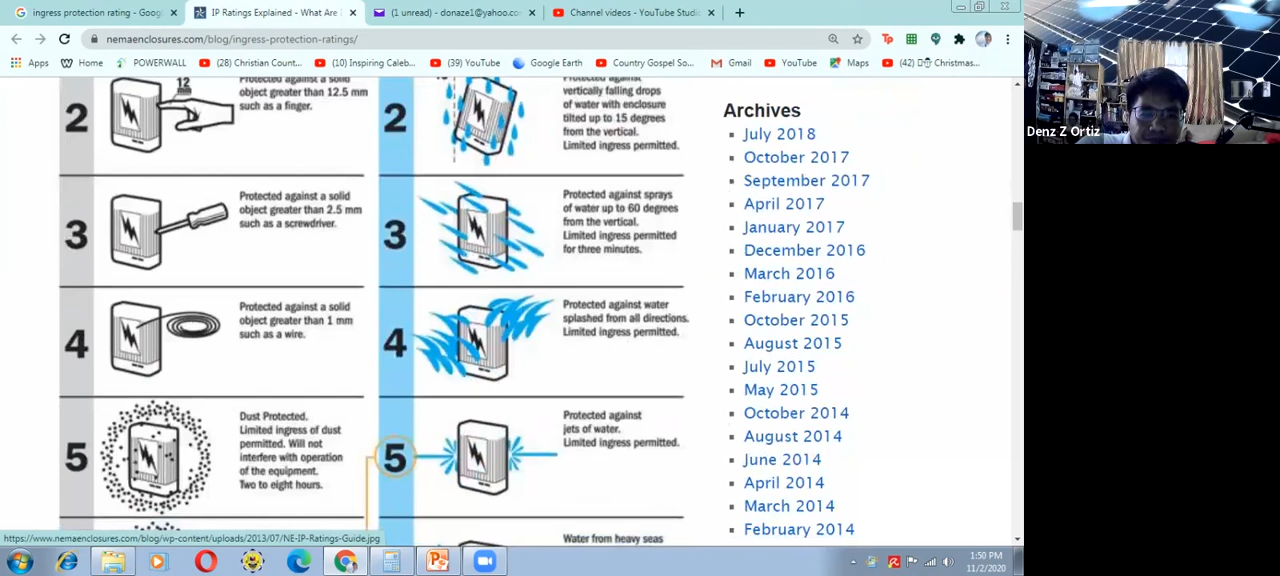 ingress protection rating - Goog
IP Ratings Explained - What Are
(1 unread) - donaze1@yahoo.co
Channel videos - YouTube Studi
nemaenclosures.com/blog/ingress-protection-ratings/
Apps
Home
POWERWALL
(28) Christian Count...
(10) Inspiring Celeb...
(39) YouTube
Google Earth
Country Gospel So...
Gmail
YouTube
Maps
(42) Christmas...
12
mm
2
Protected against a solid
object greater than 12.5 mm
such as a finger.
2
Protected against
vertically falling drops
of water with enclosure
tilted up to 15 degrees
from the vertical.
Limited ingress permitted.
3
Protected against a solid
object greater than 2.5 mm
such as a screwdriver.
3
Protected against sprays
of water up to 60 degrees
from the vertical.
Limited ingress permitted
for three minutes.
4
Protected against a solid
object greater than 1 mm
such as a wire.
4
Protected against water
splashed from all directions.
Limited ingress permitted.
5
Dust Protected.
Limited ingress of dust
permitted. Will not
interfere with operation
of the equipment.
Two to eight hours.
5
Protected against
jets of water.
Limited ingress permitted.
Water from heavy seas
Archives
July 2018
October 2017
September 2017
April 2017
January 2017
December 2016
March 2016
February 2016
October 2015
August 2015
July 2015
May 2015
October 2014
August 2014
June 2014
April 2014
March 2014
February 2014
https://www.nemaenclosures.com/blog/wp-content/uploads/2013/07/NE-IP-Ratings-Guide.jpg
1:50 PM
11/2/2020
Denz Z Ortiz